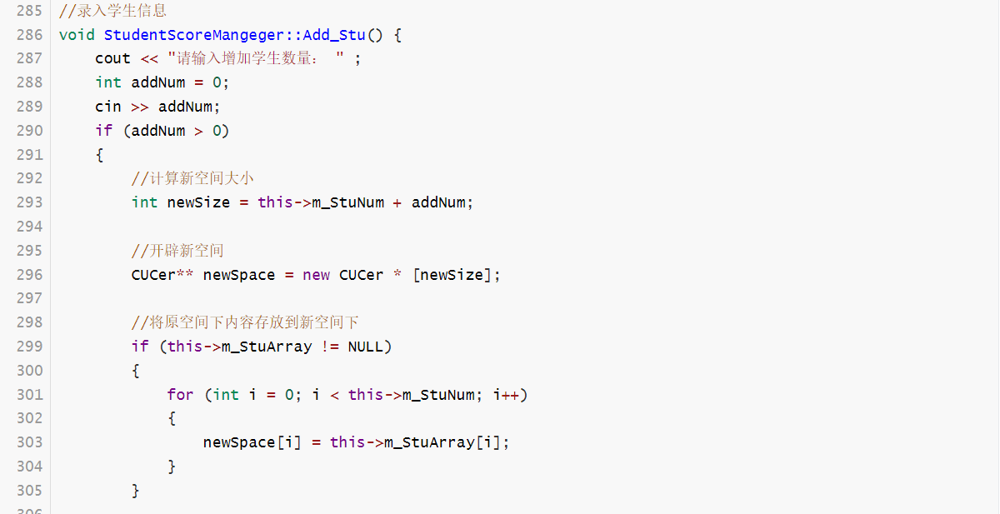 285 //录入学生信息
286 void StudentScoreMangeger::Add_Stu() {
287 cout << "请输入增加学生数量： " ;
288 int addNum = 0;
289 cin >> addNum;
290 if (addNum > 0)
291 {
292 //计算新空间大小
293 int newSize = this->m_StuNum + addNum;
294
295 //开辟新空间
296 CUCer** newSpace = new CUCer * [newSize];
297
298 //将原空间下内容存放到新空间下
299 if (this->m_StuArray != NULL)
300 {
301 for (int i = 0; i < this->m_StuNum; i++)
302 {
303 newSpace[i] = this->m_StuArray[i];
304 }
305 }
306